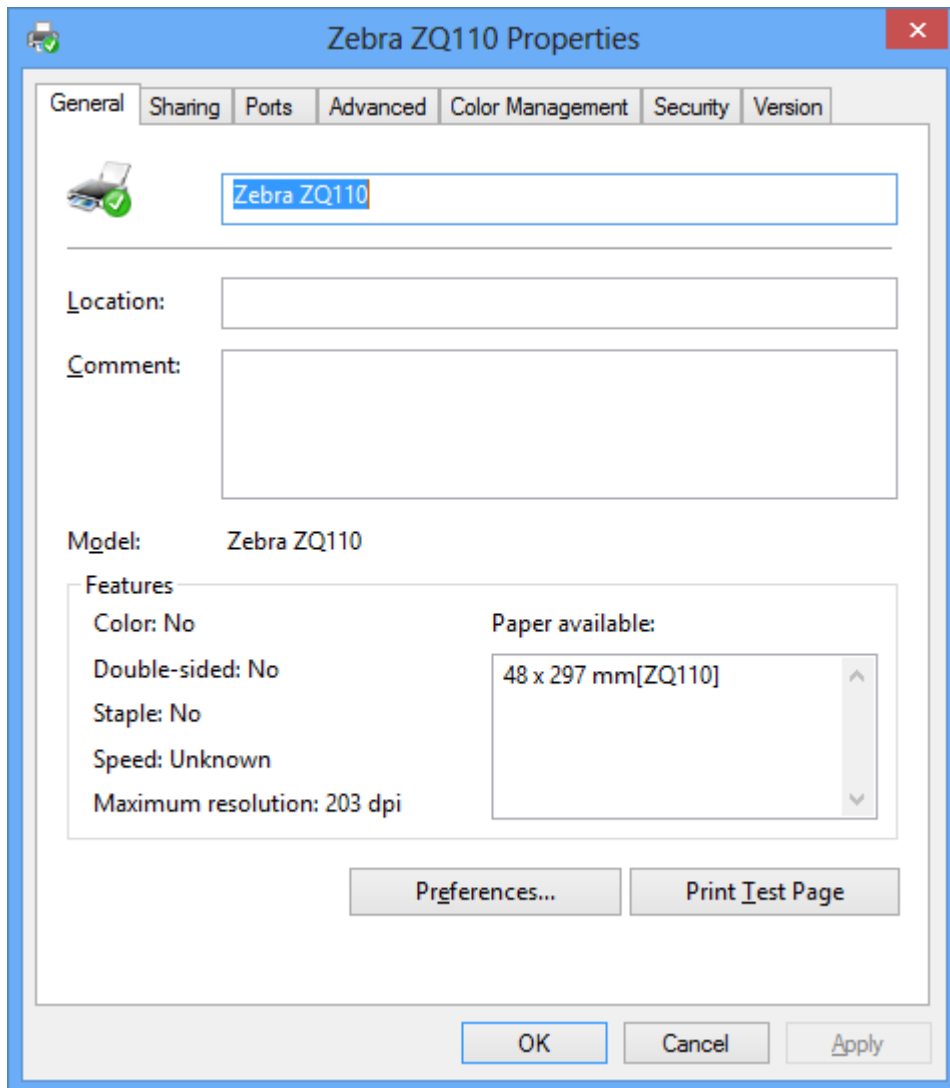 Zebra ZQ110 Properties
General Sharing Ports Advanced Color Management Security Version
Zebra ZQ110
Location:
Comment:
Model: Zebra ZQ110
Features
Color: No Paper available:
Double-sided: No 48 x 297 mm[ZQ110]
Staple: No
Speed: Unknown
Maximum resolution: 203 dpi
Preferences... Print Test Page
OK Cancel Apply